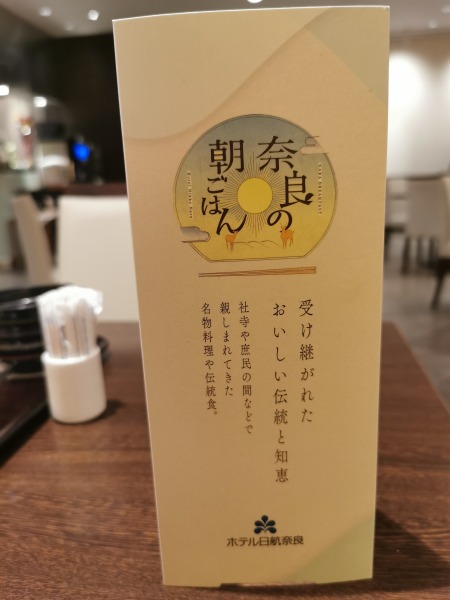 奈良の
朝ごはん
受け継がれた
おいしい伝統と知恵
社寺や庶民の間などで
親しまれてきた
名物料理や伝統食。
ホテル日航奈良